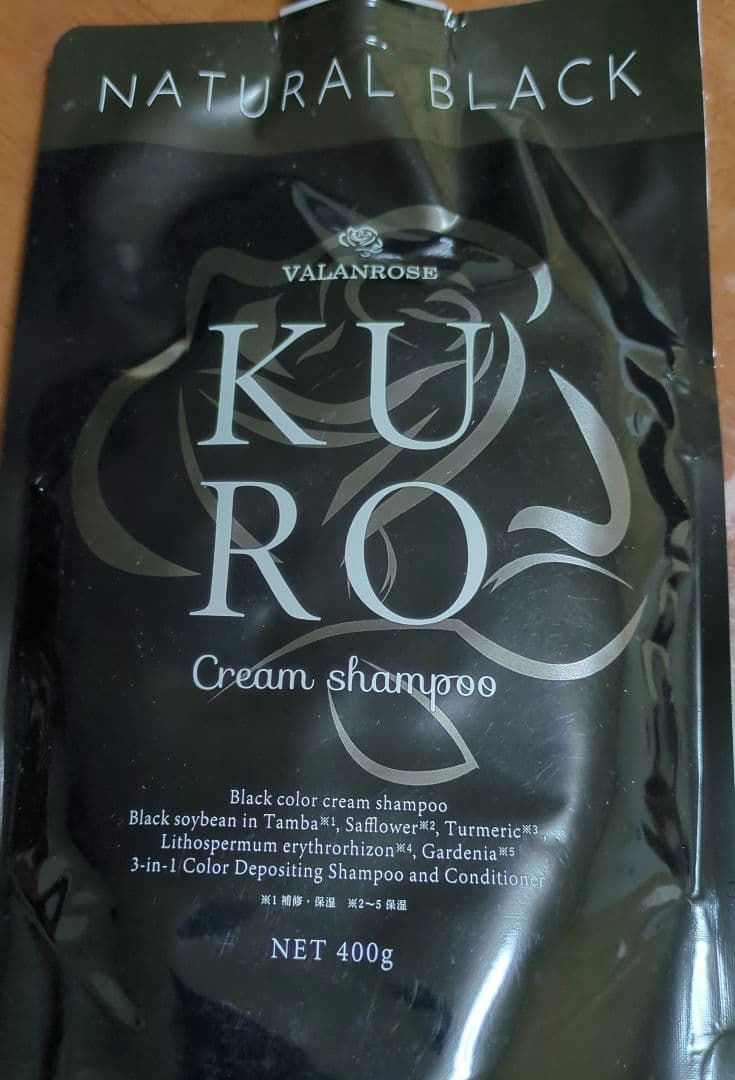 NATURAL BLACK
VALANROSE
KU
RO
Cream shampoo
Black color cream shampoo
Black soybean in Tamba※1, Safflower※2, Turmeric※3,
Lithospermum erythrorhizon※4, Gardenia※5
3-in-1 Color Depositing Shampoo and Conditioner
※1 補修・保湿 ※2〜5 保湿
NET 400g